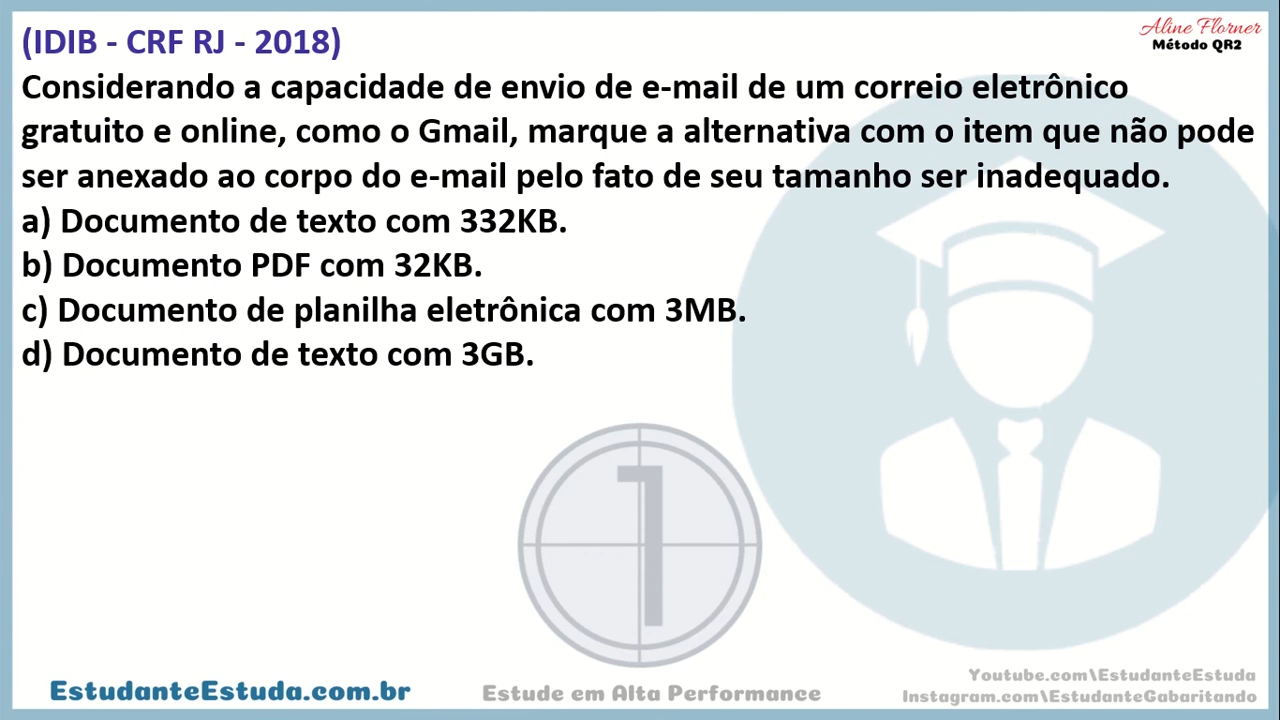 (IDIB - CRF RJ - 2018)
Aline Florner
Método QR2
Considerando a capacidade de envio de e-mail de um correio eletrônico
gratuito e online, como o Gmail, marque a alternativa com o item que não pode
ser anexado ao corpo do e-mail pelo fato de seu tamanho ser inadequado.
a) Documento de texto com 332KB.
b) Documento PDF com 32KB.
c) Documento de planilha eletrônica com 3MB.
d) Documento de texto com 3GB.
1
EstudanteEstuda.com.br
Estude em Alta Performance
Youtube.com\EstudanteEstuda
Instagram.com\EstudanteGabaritando